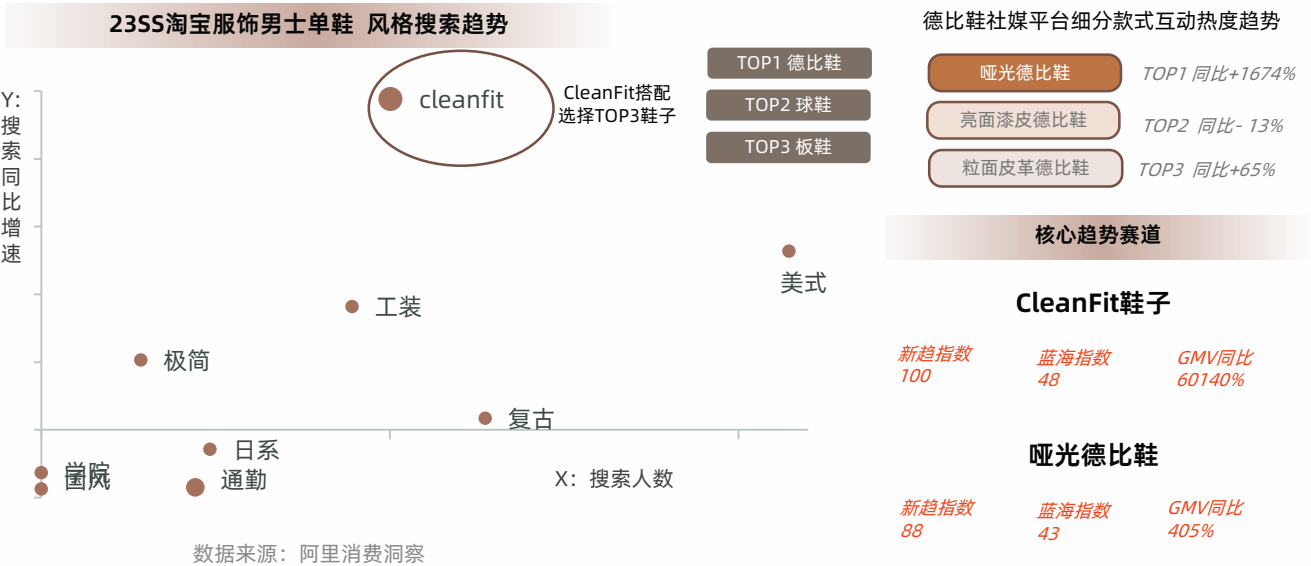 23SS淘宝服饰男士单鞋 风格搜索趋势
Y：搜索同比增速
cleanfit
CleanFit搭配
选择TOP3鞋子
TOP1 德比鞋
TOP2 球鞋
TOP3 板鞋
美式
工装
极简
复古
日系
学院
国风
通勤
X：搜索人数
数据来源：阿里消费洞察
德比鞋社媒平台细分款式互动热度趋势
哑光德比鞋
TOP1 同比+1674%
亮面漆皮德比鞋
TOP2 同比- 13%
粒面皮革德比鞋
TOP3 同比+65%
核心趋势赛道
CleanFit鞋子
新趋指数
100
蓝海指数
48
GMV同比
60140%
哑光德比鞋
新趋指数
88
蓝海指数
43
GMV同比
405%